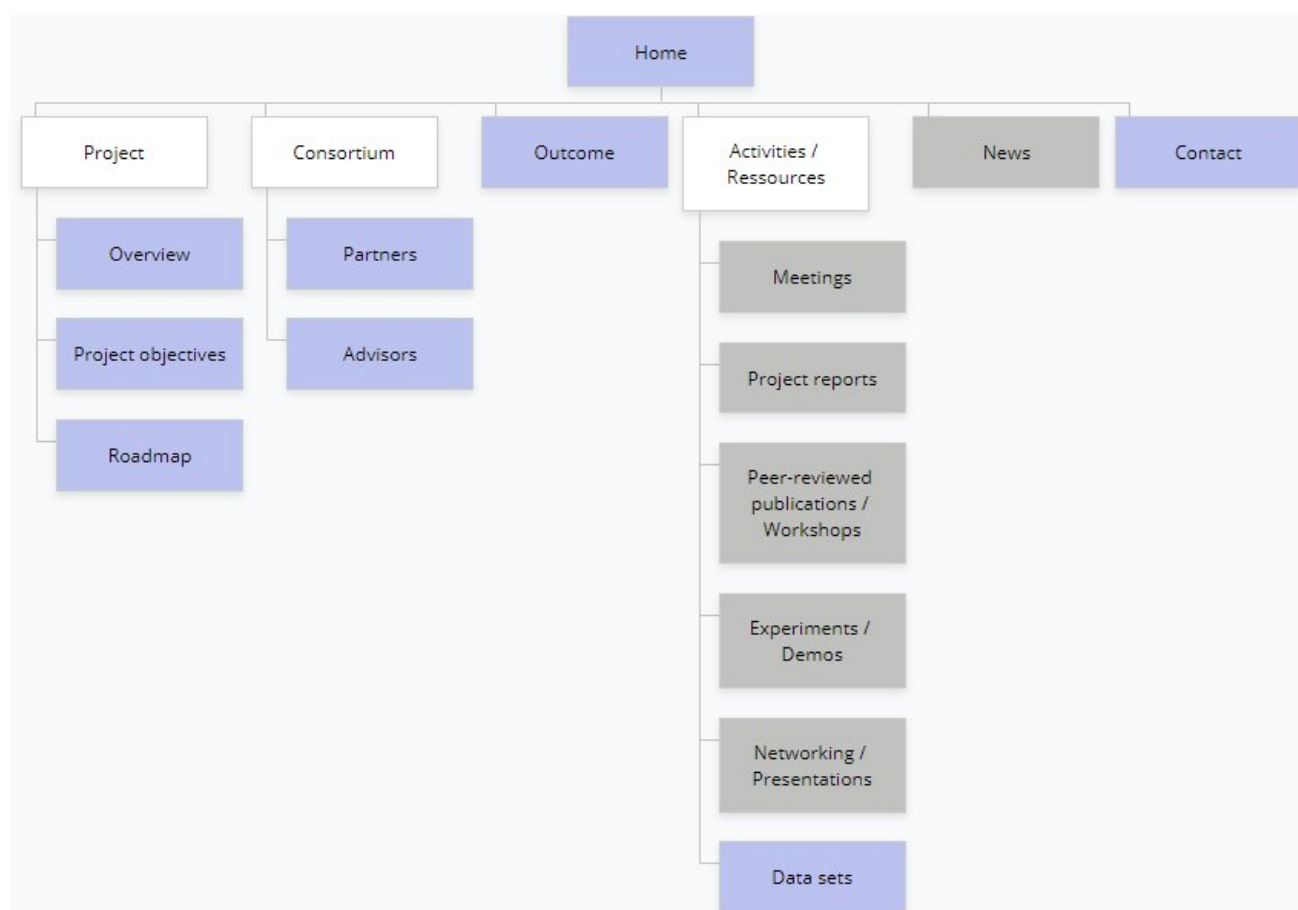 Home
Project
Consortium
Outcome
Activities /
Ressources
News
Contact
Overview
Project objectives
Roadmap
Partners
Advisors
Meetings
Project reports
Peer-reviewed
publications /
Workshops
Experiments /
Demos
Networking /
Presentations
Data sets